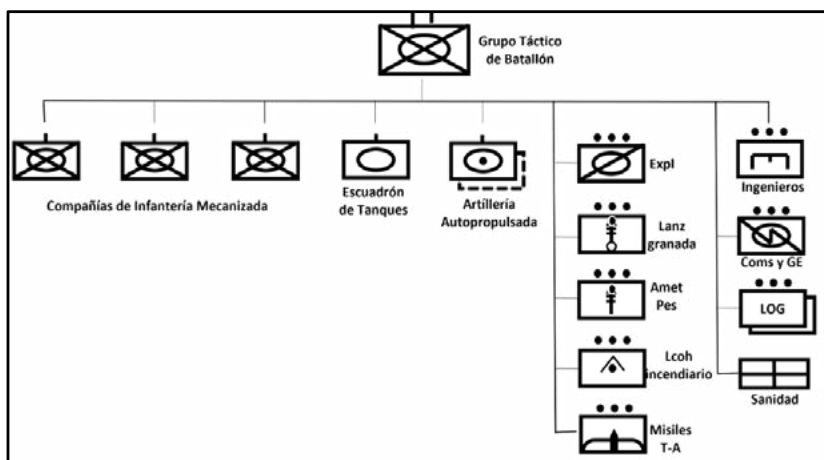 Grupo Táctico
de Batallón
Compañías de Infantería Mecanizada
Escuadrón
de Tanques
Artillería
Autopropulsada
Expl
Lanz
granada
Amet
Pes
Lcoh
incendiario
Misiles
T-A
Ingenieros
Coms y GE
LOG
Sanidad